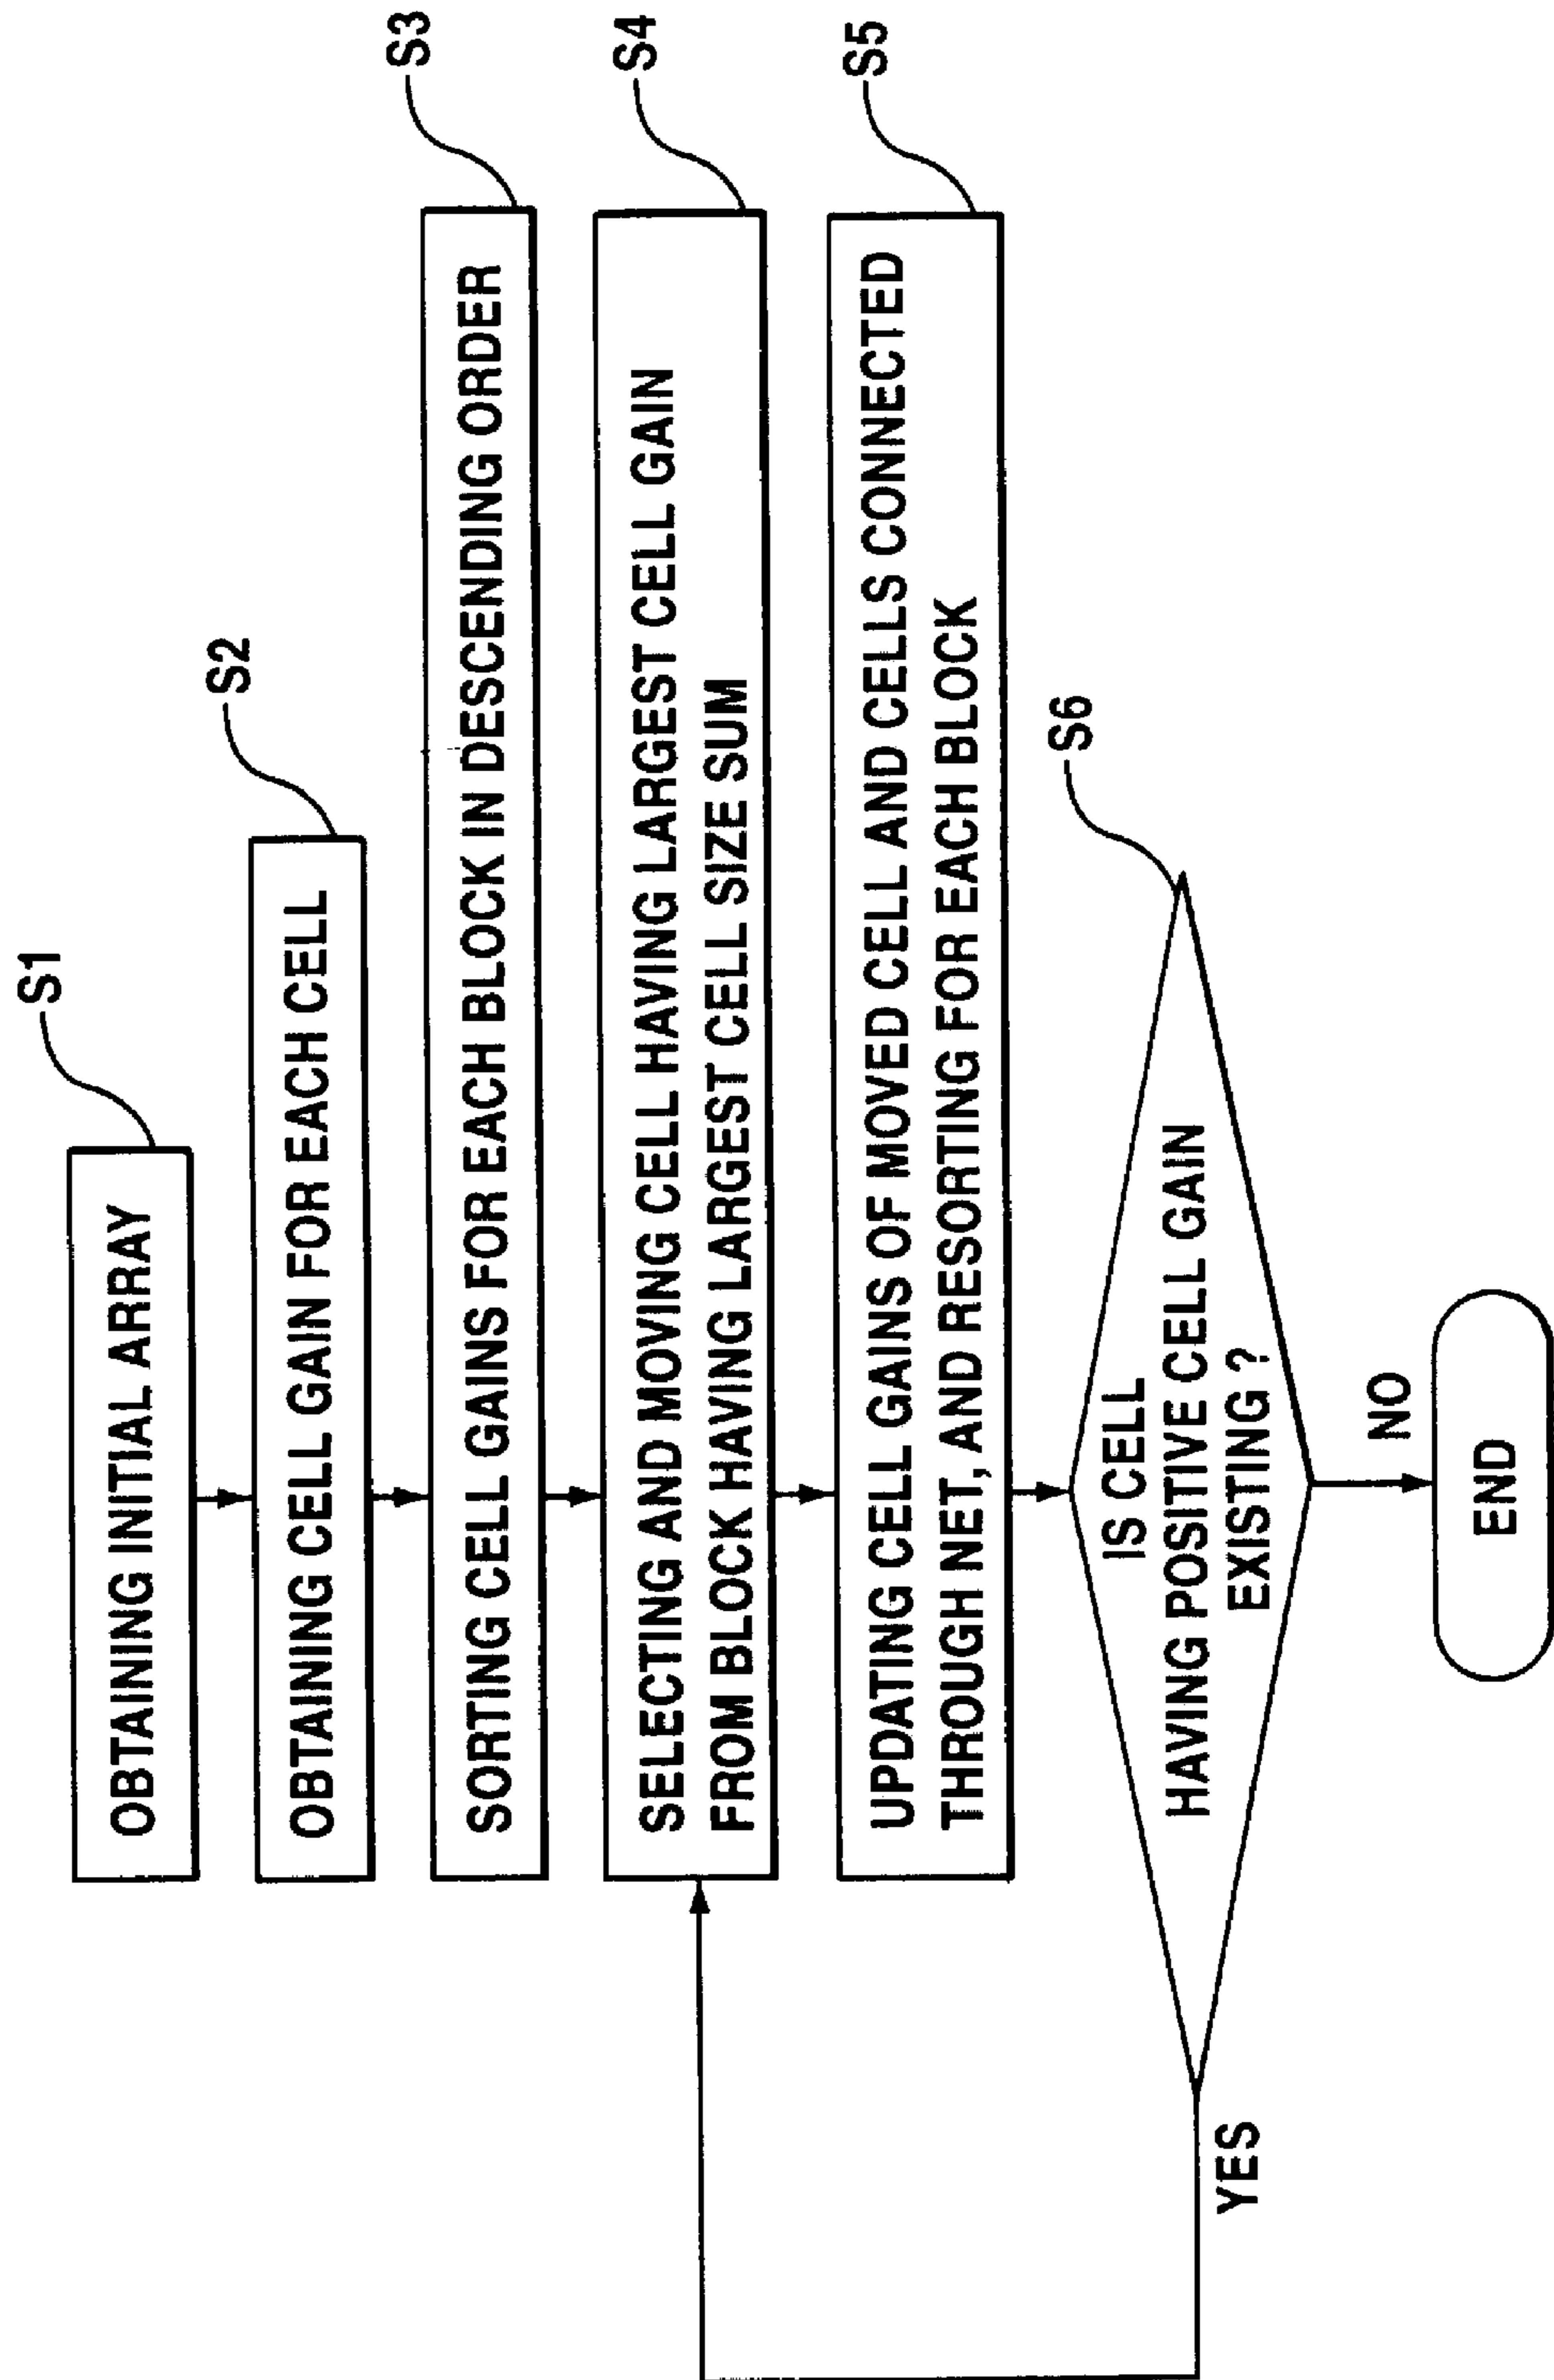 OBTAINING INITIAL ARRAY
S1
OBTAINING CELL GAIN FOR EACH CELL
S2
SORTING CELL GAINS FOR EACH BLOCK IN DESCENDING ORDER
S3
SELECTING AND MOVING CELL HAVING LARGEST CELL GAIN
FROM BLOCK HAVING LARGEST CELL SIZE SUM
S4
UPDATING CELL GAINS OF MOVED CELL AND CELLS CONNECTED
THROUGH NET, AND RESORTING FOR EACH BLOCK
S5
IS CELL
HAVING POSITIVE CELL GAIN
EXISTING ?
S6
YES
NO
END